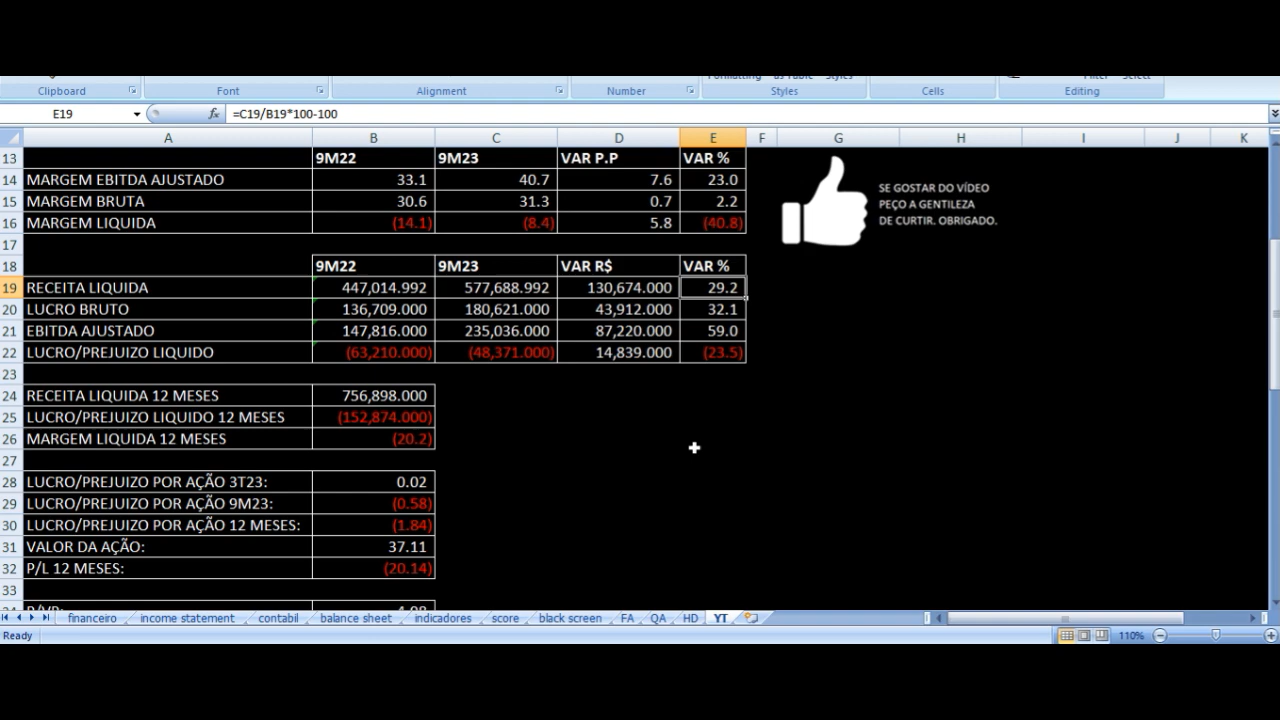 Clipboard Font Alignment Number Styles Cells Editing
E19 =C19/B19*100-100
A B C D E F G H I J K
13 9M22 9M23 VAR P.P VAR %
14 MARGEM EBITDA AJUSTADO 33.1 40.7 7.6 23.0
15 MARGEM BRUTA 30.6 31.3 0.7 2.2
16 MARGEM LIQUIDA (14.1) (8.4) 5.8 (40.8)
SE GOSTAR DO VÍDEO
PEÇO A GENTILEZA
DE CURTIR. OBRIGADO.
17
18 9M22 9M23 VAR R$ VAR %
19 RECEITA LIQUIDA 447,014.992 577,688.992 130,674.000 29.2
20 LUCRO BRUTO 136,709.000 180,621.000 43,912.000 32.1
21 EBITDA AJUSTADO 147,816.000 235,036.000 87,220.000 59.0
22 LUCRO/PREJUIZO LIQUIDO (63,210.000) (48,371.000) 14,839.000 (23.5)
23
24 RECEITA LIQUIDA 12 MESES 756,898.000
25 LUCRO/PREJUIZO LIQUIDO 12 MESES (152,874.000)
26 MARGEM LIQUIDA 12 MESES (20.2)
27
28 LUCRO/PREJUIZO POR AÇÃO 3T23: 0.02
29 LUCRO/PREJUIZO POR AÇÃO 9M23: (0.58)
30 LUCRO/PREJUIZO POR AÇÃO 12 MESES: (1.84)
31 VALOR DA AÇÃO: 37.11
32 P/L 12 MESES: (20.14)
33
financeiro income statement contabil balance sheet indicadores score black screen FA QA HD YT
Ready 110%